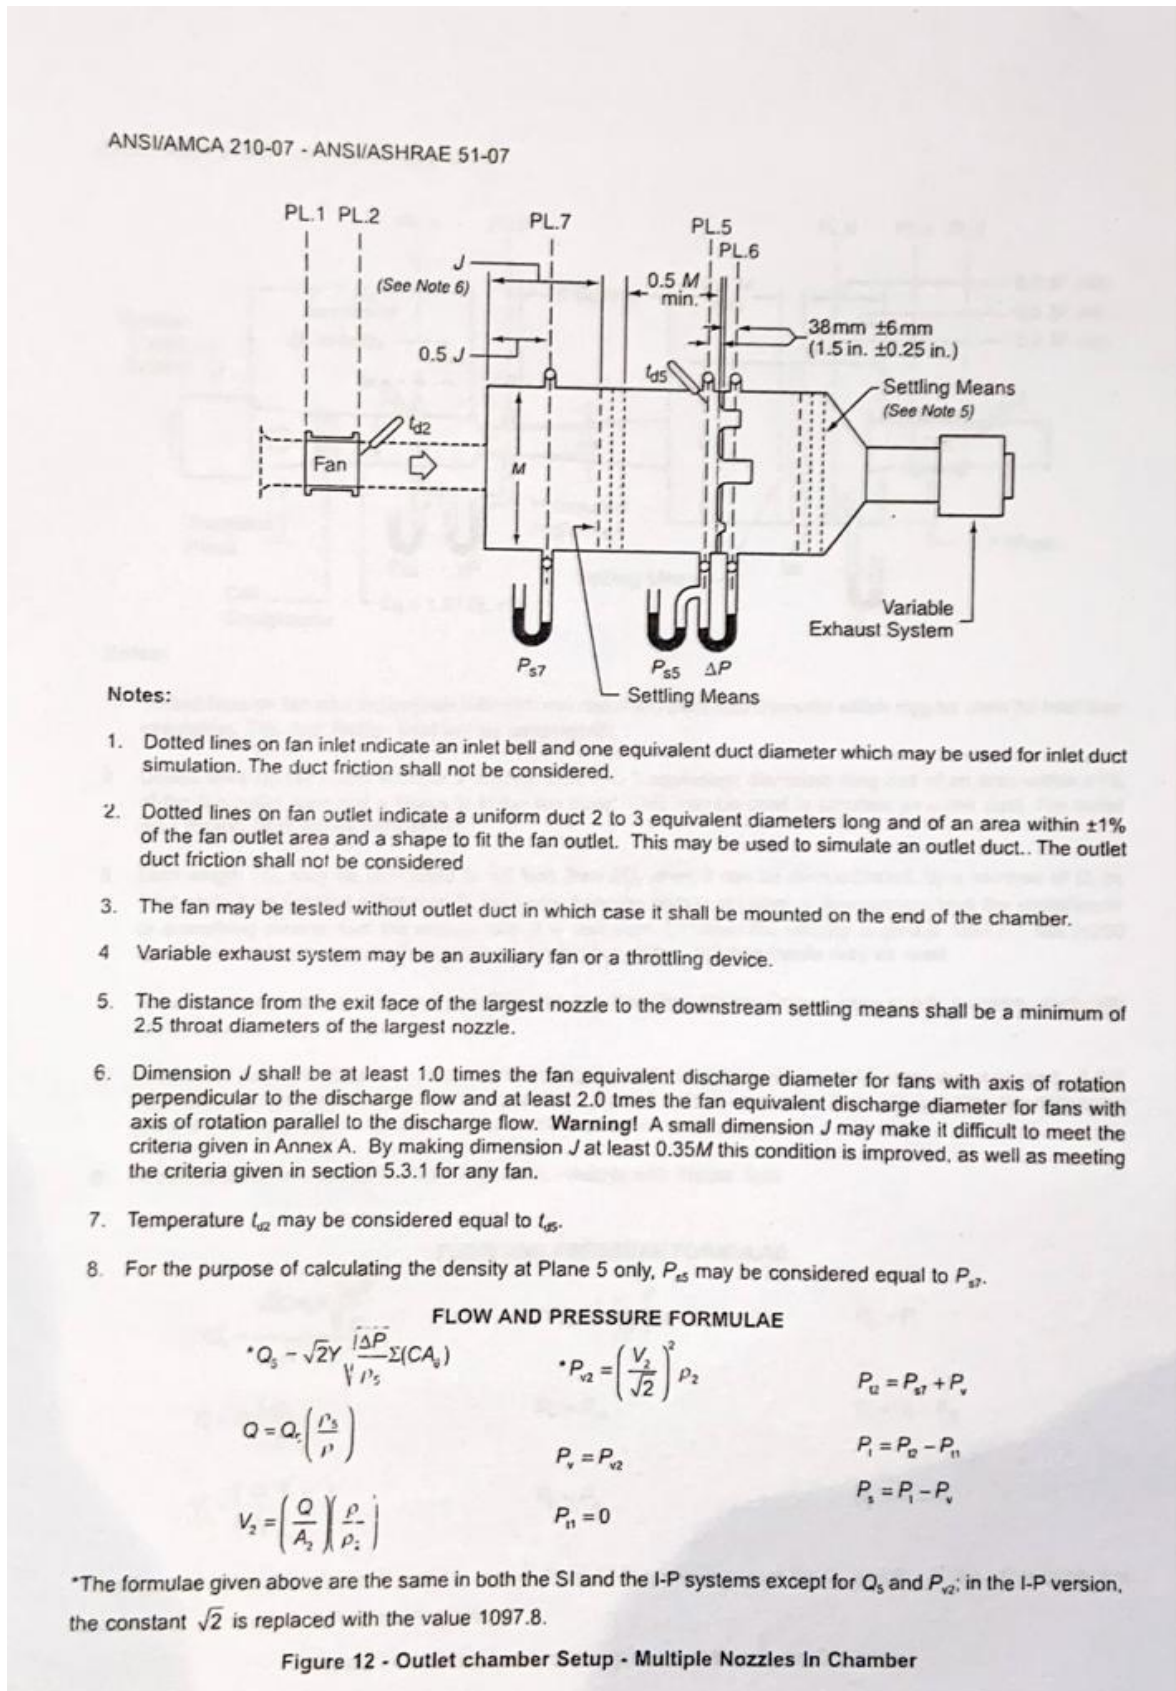 ANSI/AMCA 210-07 - ANSI/ASHRAE 51-07
PL.1 PL.2
PL.7
PL.5
PL.6
J
(See Note 6)
0.5 M
min.
38mm ±6mm
(1.5 in. ±0.25 in.)
0.5 J
td5
Settling Means
(See Note 5)
td2
Fan
M
Variable
Exhaust System
Ps7
Ps5 ΔP
Settling Means
Notes:
1. Dotted lines on fan inlet indicate an inlet bell and one equivalent duct diameter which may be used for inlet duct
simulation. The duct friction shall not be considered.
2. Dotted lines on fan outlet indicate a uniform duct 2 to 3 equivalent diameters long and of an area within ±1%
of the fan outlet area and a shape to fit the fan outlet. This may be used to simulate an outlet duct.. The outlet
duct friction shall not be considered
3. The fan may be tested without outlet duct in which case it shall be mounted on the end of the chamber.
4 Variable exhaust system may be an auxiliary fan or a throttling device.
5. The distance from the exit face of the largest nozzle to the downstream settling means shall be a minimum of
2.5 throat diameters of the largest nozzle.
6. Dimension J shall be at least 1.0 times the fan equivalent discharge diameter for fans with axis of rotation
perpendicular to the discharge flow and at least 2.0 tmes the fan equivalent discharge diameter for fans with
axis of rotation parallel to the discharge flow. Warning! A small dimension J may make it difficult to meet the
criteria given in Annex A. By making dimension J at least 0.35M this condition is improved, as well as meeting
the criteria given in section 5.3.1 for any fan.
7. Temperature td2 may be considered equal to td5.
8. For the purpose of calculating the density at Plane 5 only, Ps5 may be considered equal to Ps7.
FLOW AND PRESSURE FORMULAE
*Q5 = √2Y √(ΔP/ρ5) Σ(CA6)
*Pv2 = (V2/√2)² ρ2
Pt2 = Ps7 + Pv
Q = Q5 (ρ5/ρ)
Pv = Pv2
Pt = Pt2 − Pt1
V2 = (Q/A2)(ρ/ρ2)
Pt1 = 0
Ps = Pt − Pv
*The formulae given above are the same in both the SI and the I-P systems except for Q5 and Pv2; in the I-P version,
the constant √2 is replaced with the value 1097.8.
Figure 12 - Outlet chamber Setup - Multiple Nozzles In Chamber